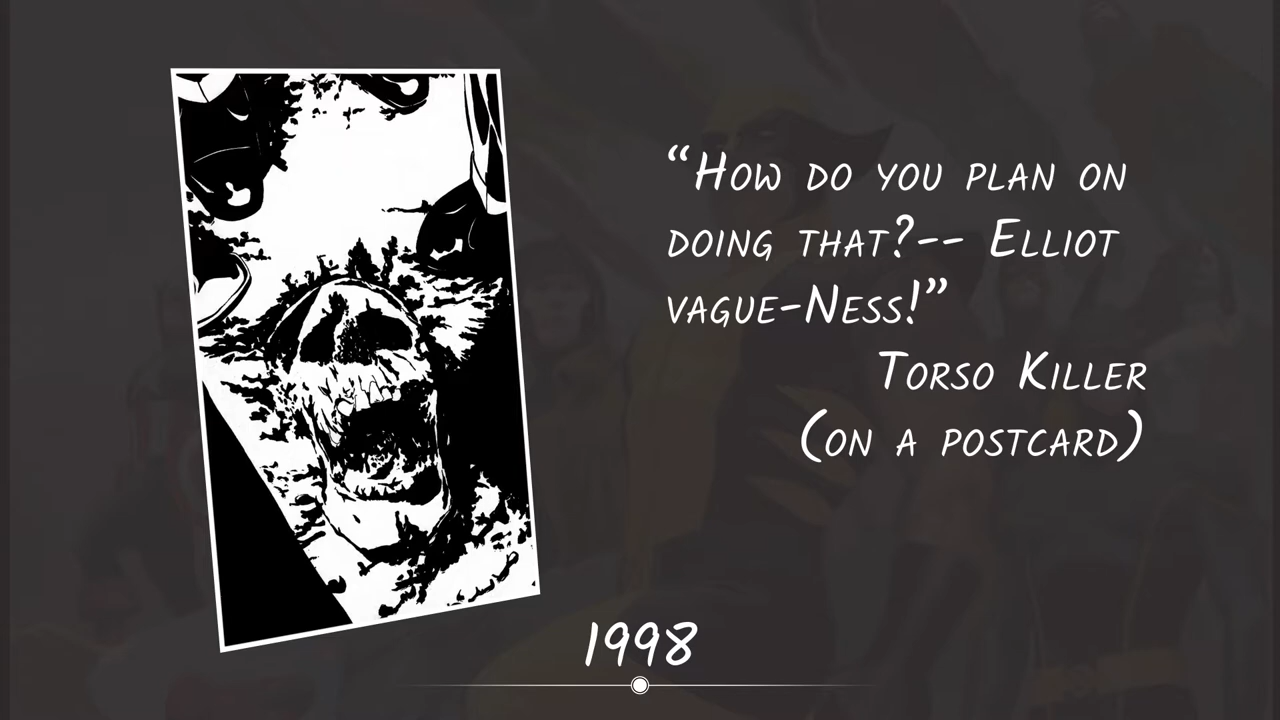 “How do you plan on
doing that?-- Elliot
vague-Ness!”
Torso Killer
(on a postcard)
1998